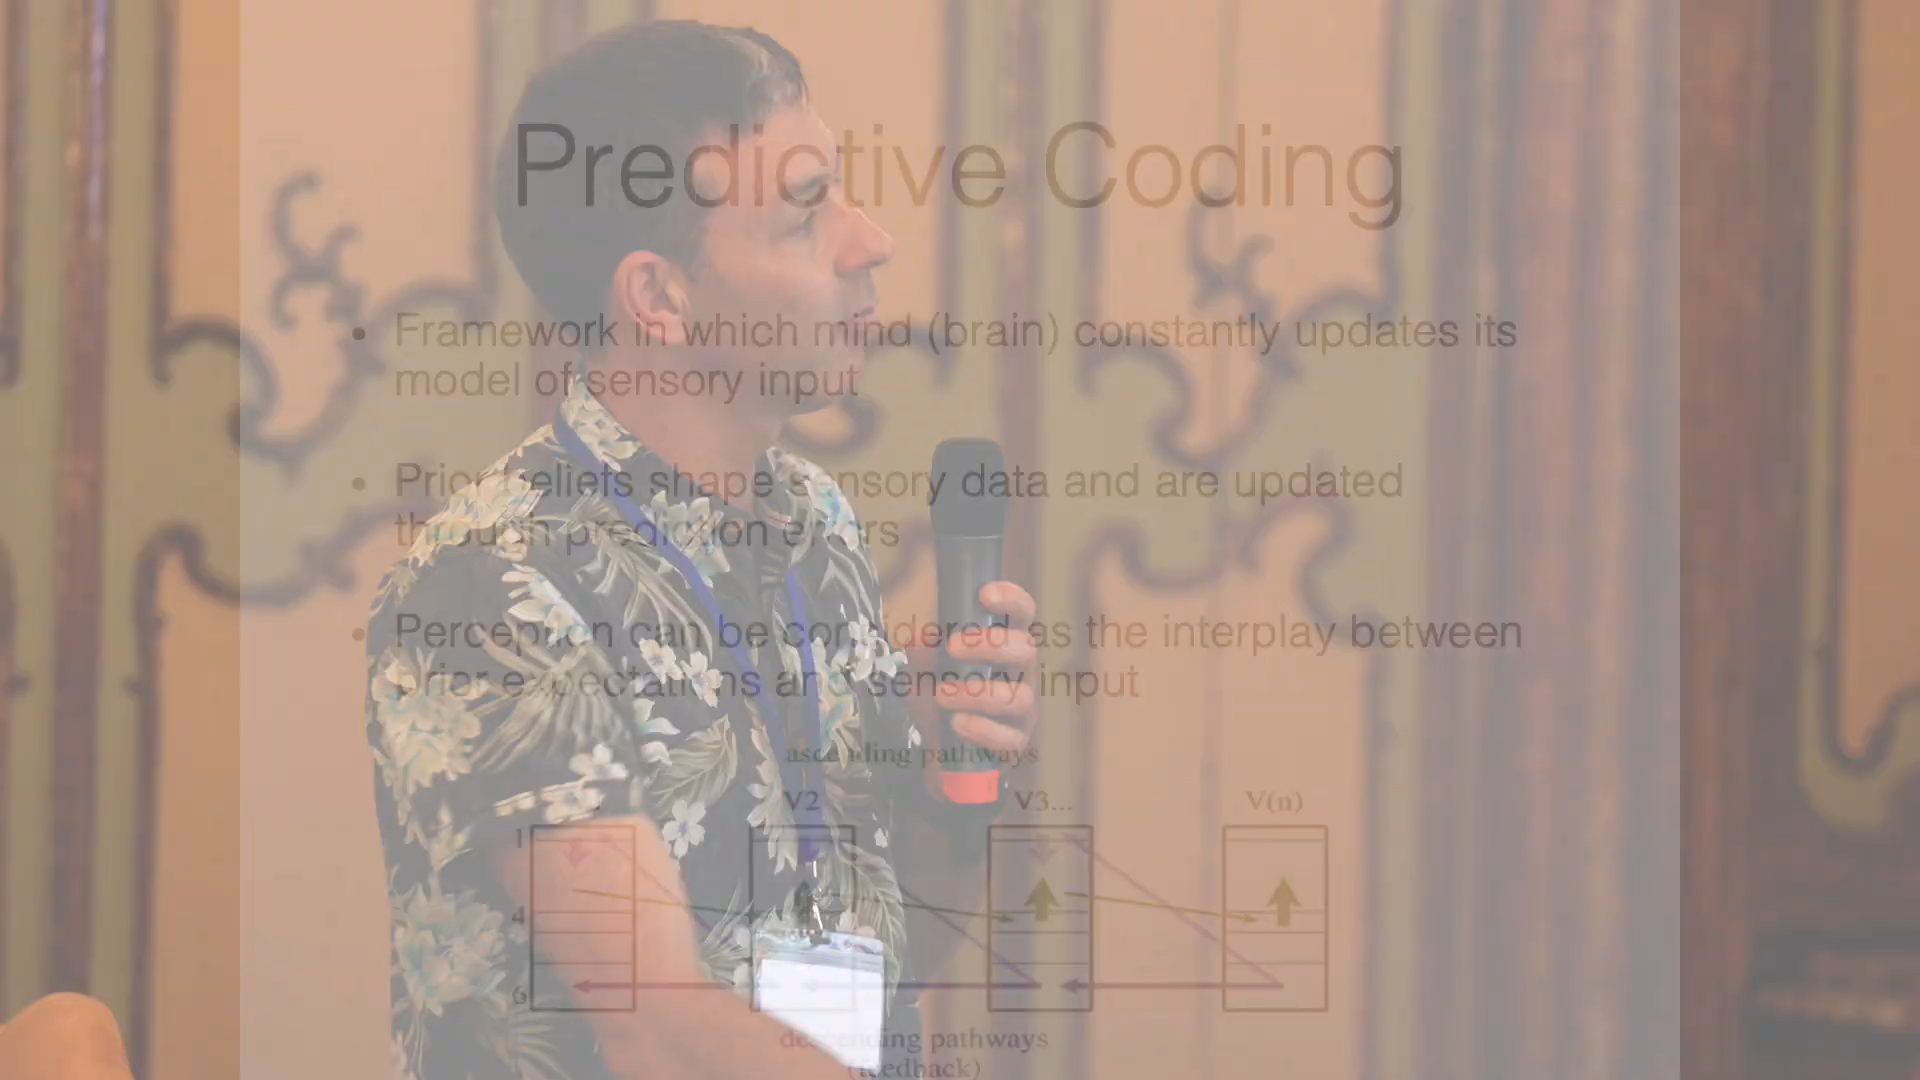 Predictive Coding
• Framework in which mind (brain) constantly updates its
model of sensory input
• Prior beliefs shape sensory data and are updated
through prediction errors
• Perception can be considered as the interplay between
prior expectations and sensory input
ascending pathways
V2 V3... V(n)
1
4
6
descending pathways
(feedback)